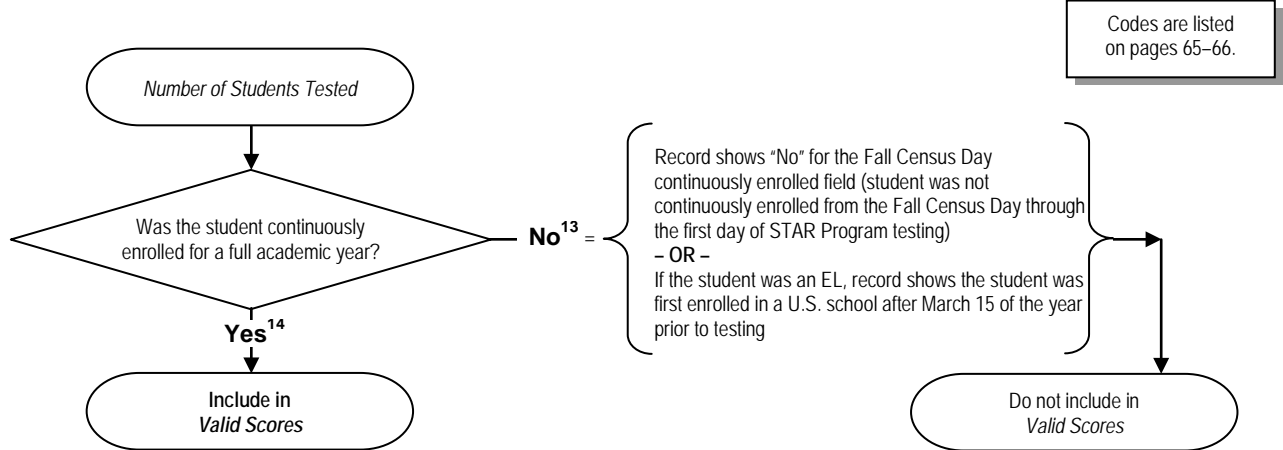 Codes are listed
on pages 65–66.
Number of Students Tested
Was the student continuously
enrolled for a full academic year?
No13 =
Record shows "No" for the Fall Census Day
continuously enrolled field (student was not
continuously enrolled from the Fall Census Day through
the first day of STAR Program testing)
– OR –
If the student was an EL, record shows the student was
first enrolled in a U.S. school after March 15 of the year
prior to testing
Yes14
Include in
Valid Scores
Do not include in
Valid Scores